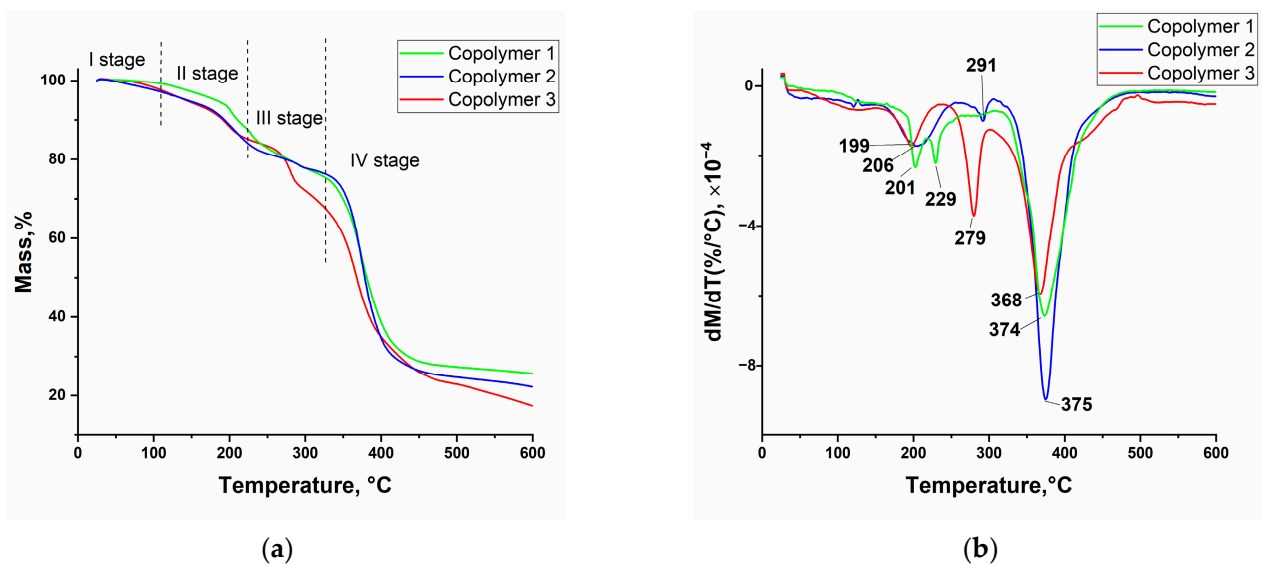 I stage
II stage
III stage
IV stage
Copolymer 1
Copolymer 2
Copolymer 3
Mass,%
100
80
60
40
20
0
100
200
300
400
500
600
Temperature, °C
(a)
Copolymer 1
Copolymer 2
Copolymer 3
dM/dT(%/°C), ×10⁻⁴
0
−4
−8
291
199
206
201
229
279
368
374
375
0
100
200
300
400
500
600
Temperature,°C
(b)